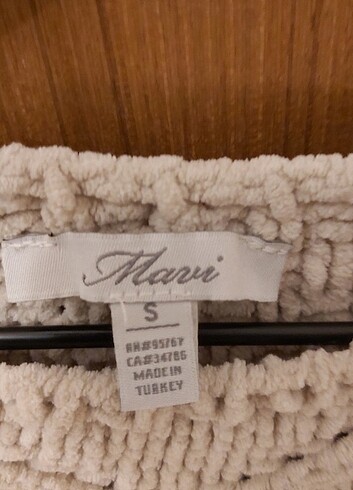 Mavi
S
RN#95767
CA#34786
MADE IN
TURKEY